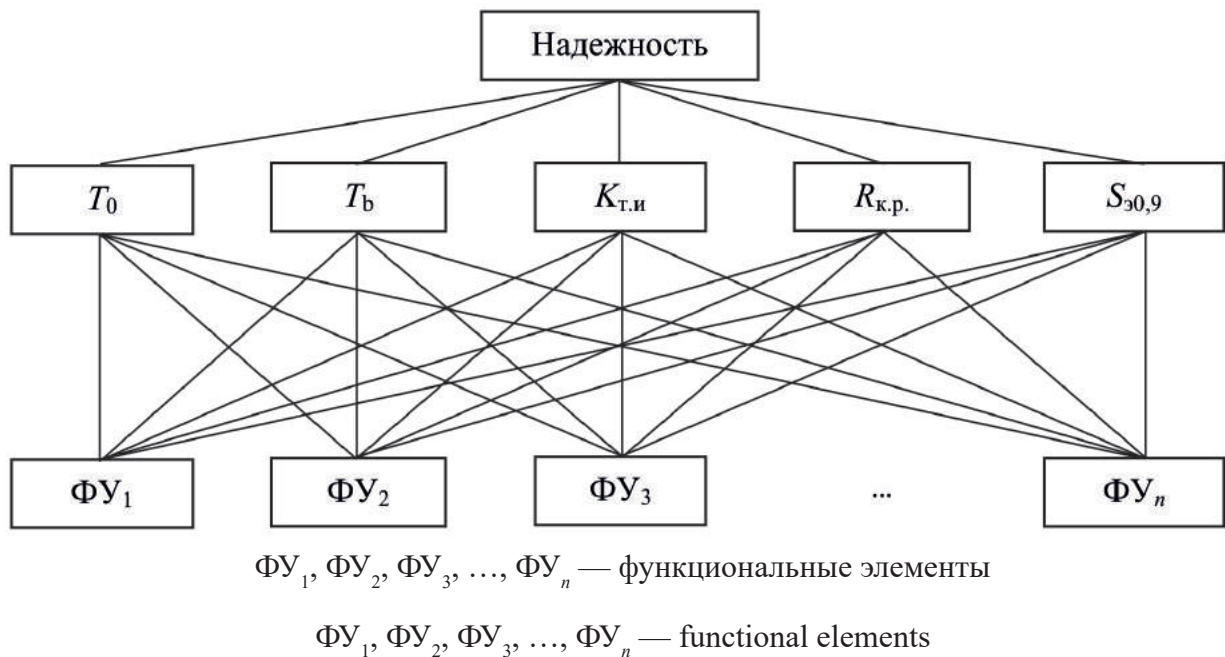 Надежность
T₀ Tb Kт.и Rк.р. Sэ0,9
ФУ₁ ФУ₂ ФУ₃ ... ФУₙ
ФУ₁, ФУ₂, ФУ₃, …, ФУₙ — функциональные элементы
ФУ₁, ФУ₂, ФУ₃, …, ФУₙ — functional elements